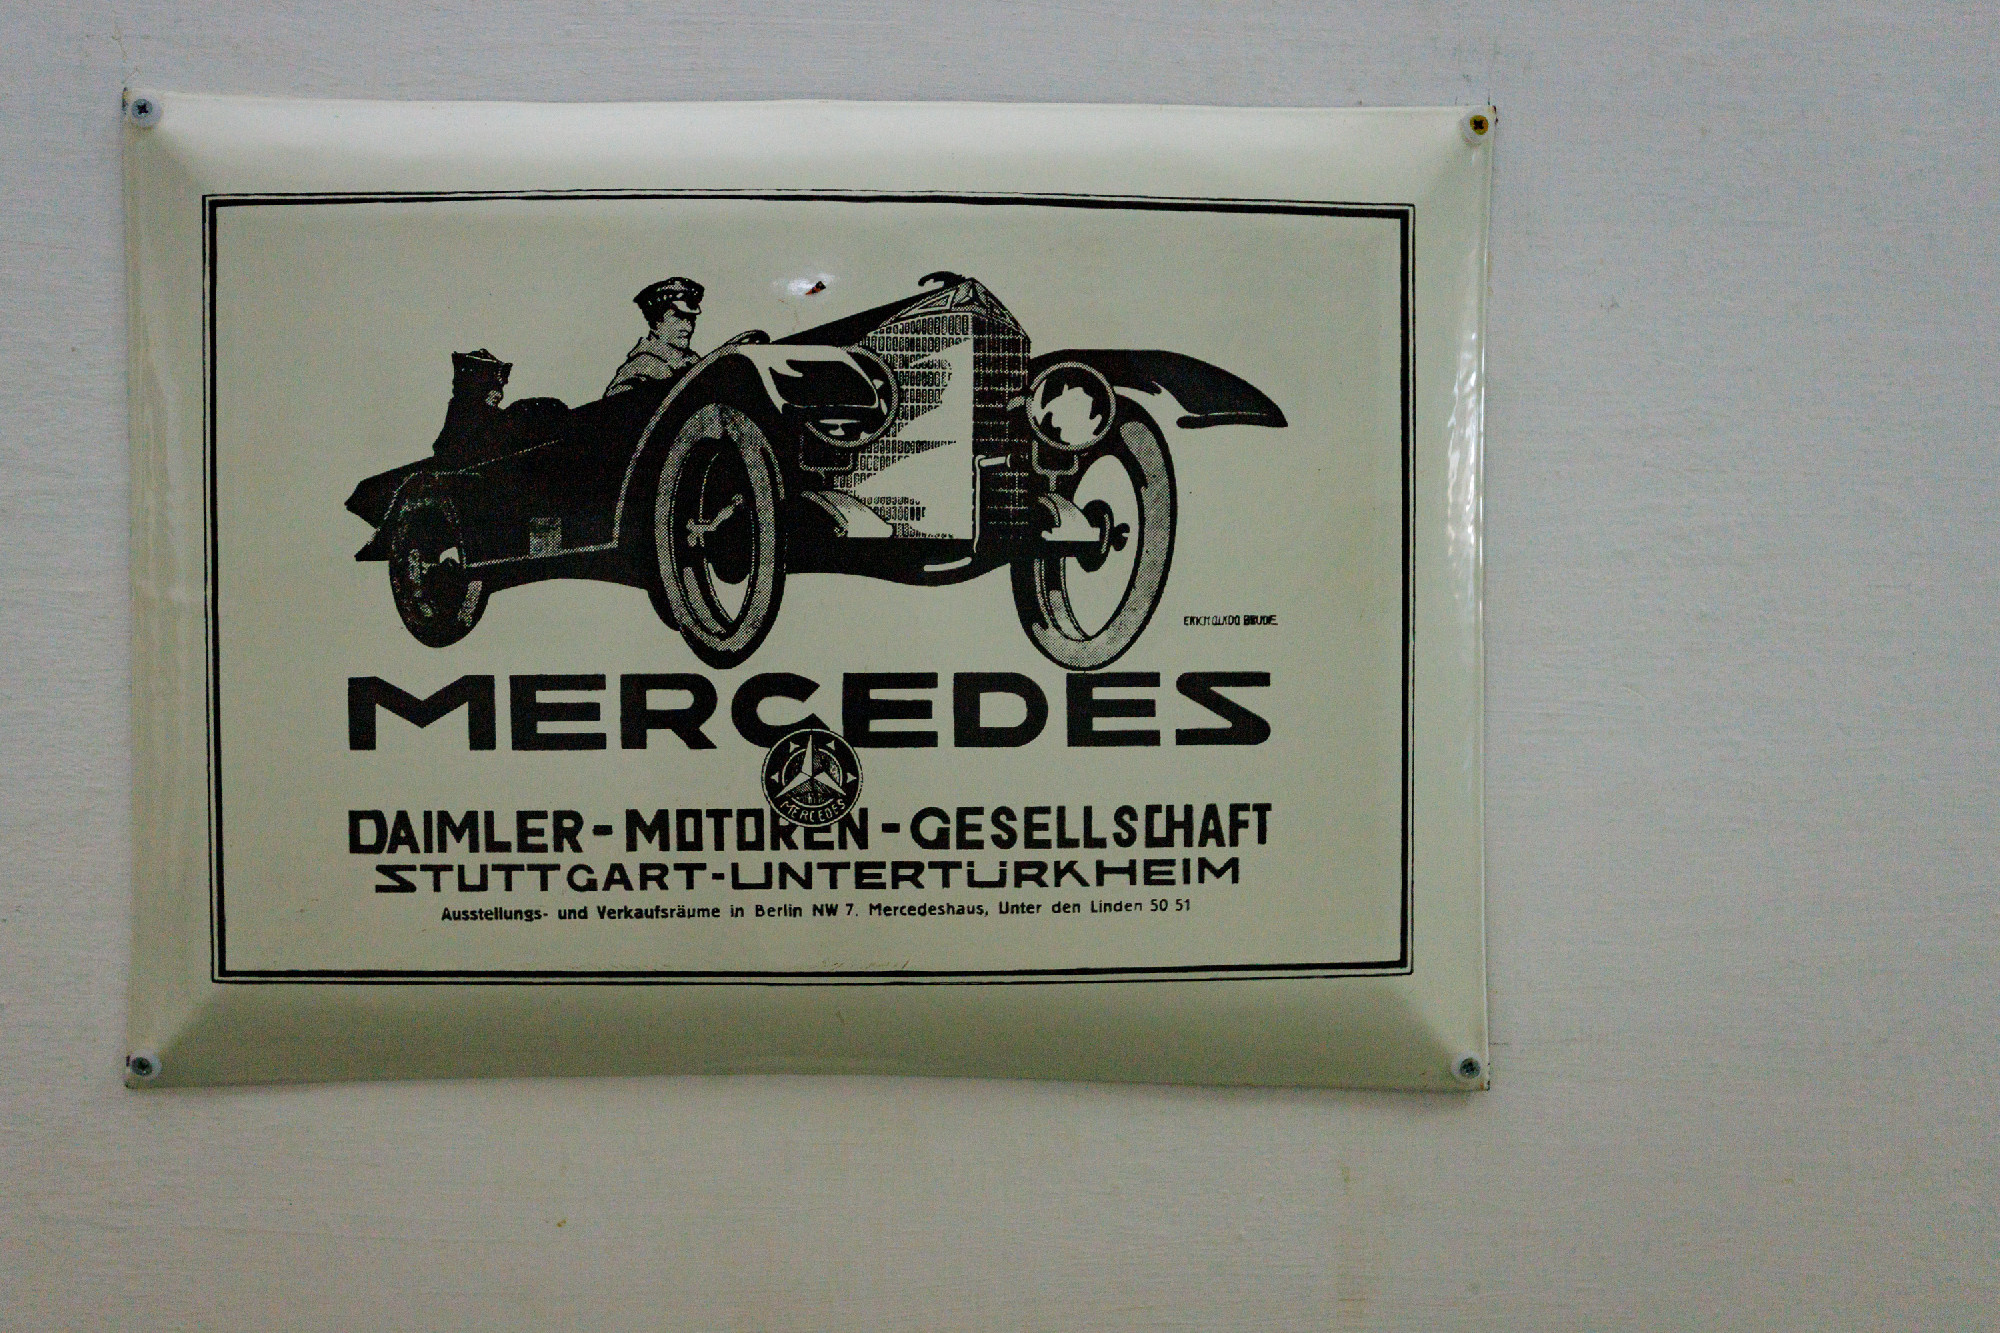 MERCEDES
MERCEDES
DAIMLER-MOTOREN-GESELLSCHAFT
STUTTGART-UNTERTÜRKHEIM
Ausstellungs- und Verkaufsräume in Berlin NW 7. Mercedeshaus, Unter den Linden 50 51